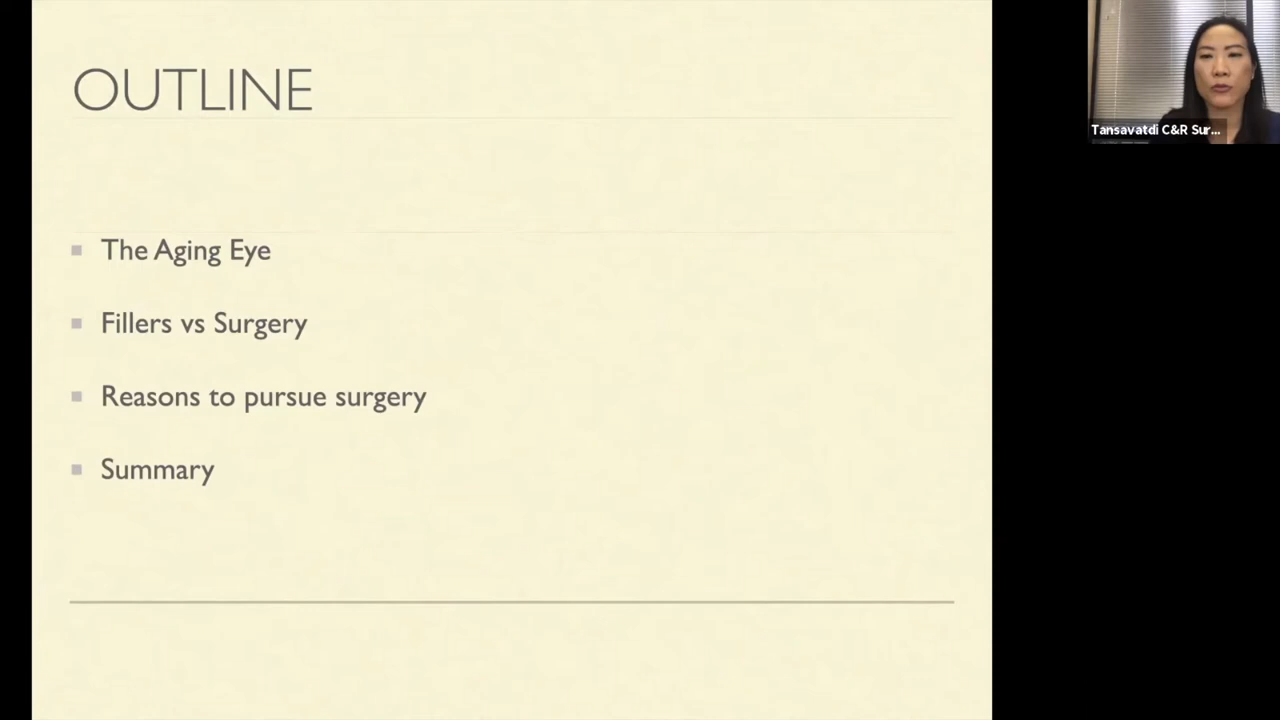 OUTLINE
The Aging Eye
Fillers vs Surgery
Reasons to pursue surgery
Summary
Tansavatdi C&R Sur...